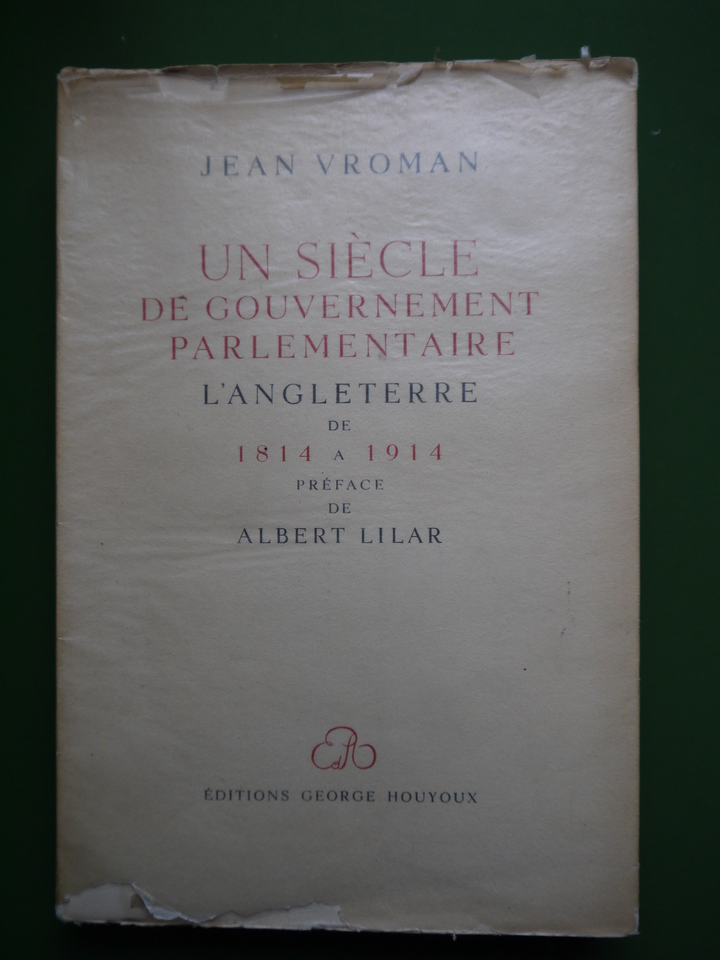 JEAN VROMAN
UN SIÈCLE
DE GOUVERNEMENT
PARLEMENTAIRE
L'ANGLETERRE
DE
1814 A 1914
PRÉFACE
DE
ALBERT LILAR
ÉDITIONS GEORGE HOUYOUX